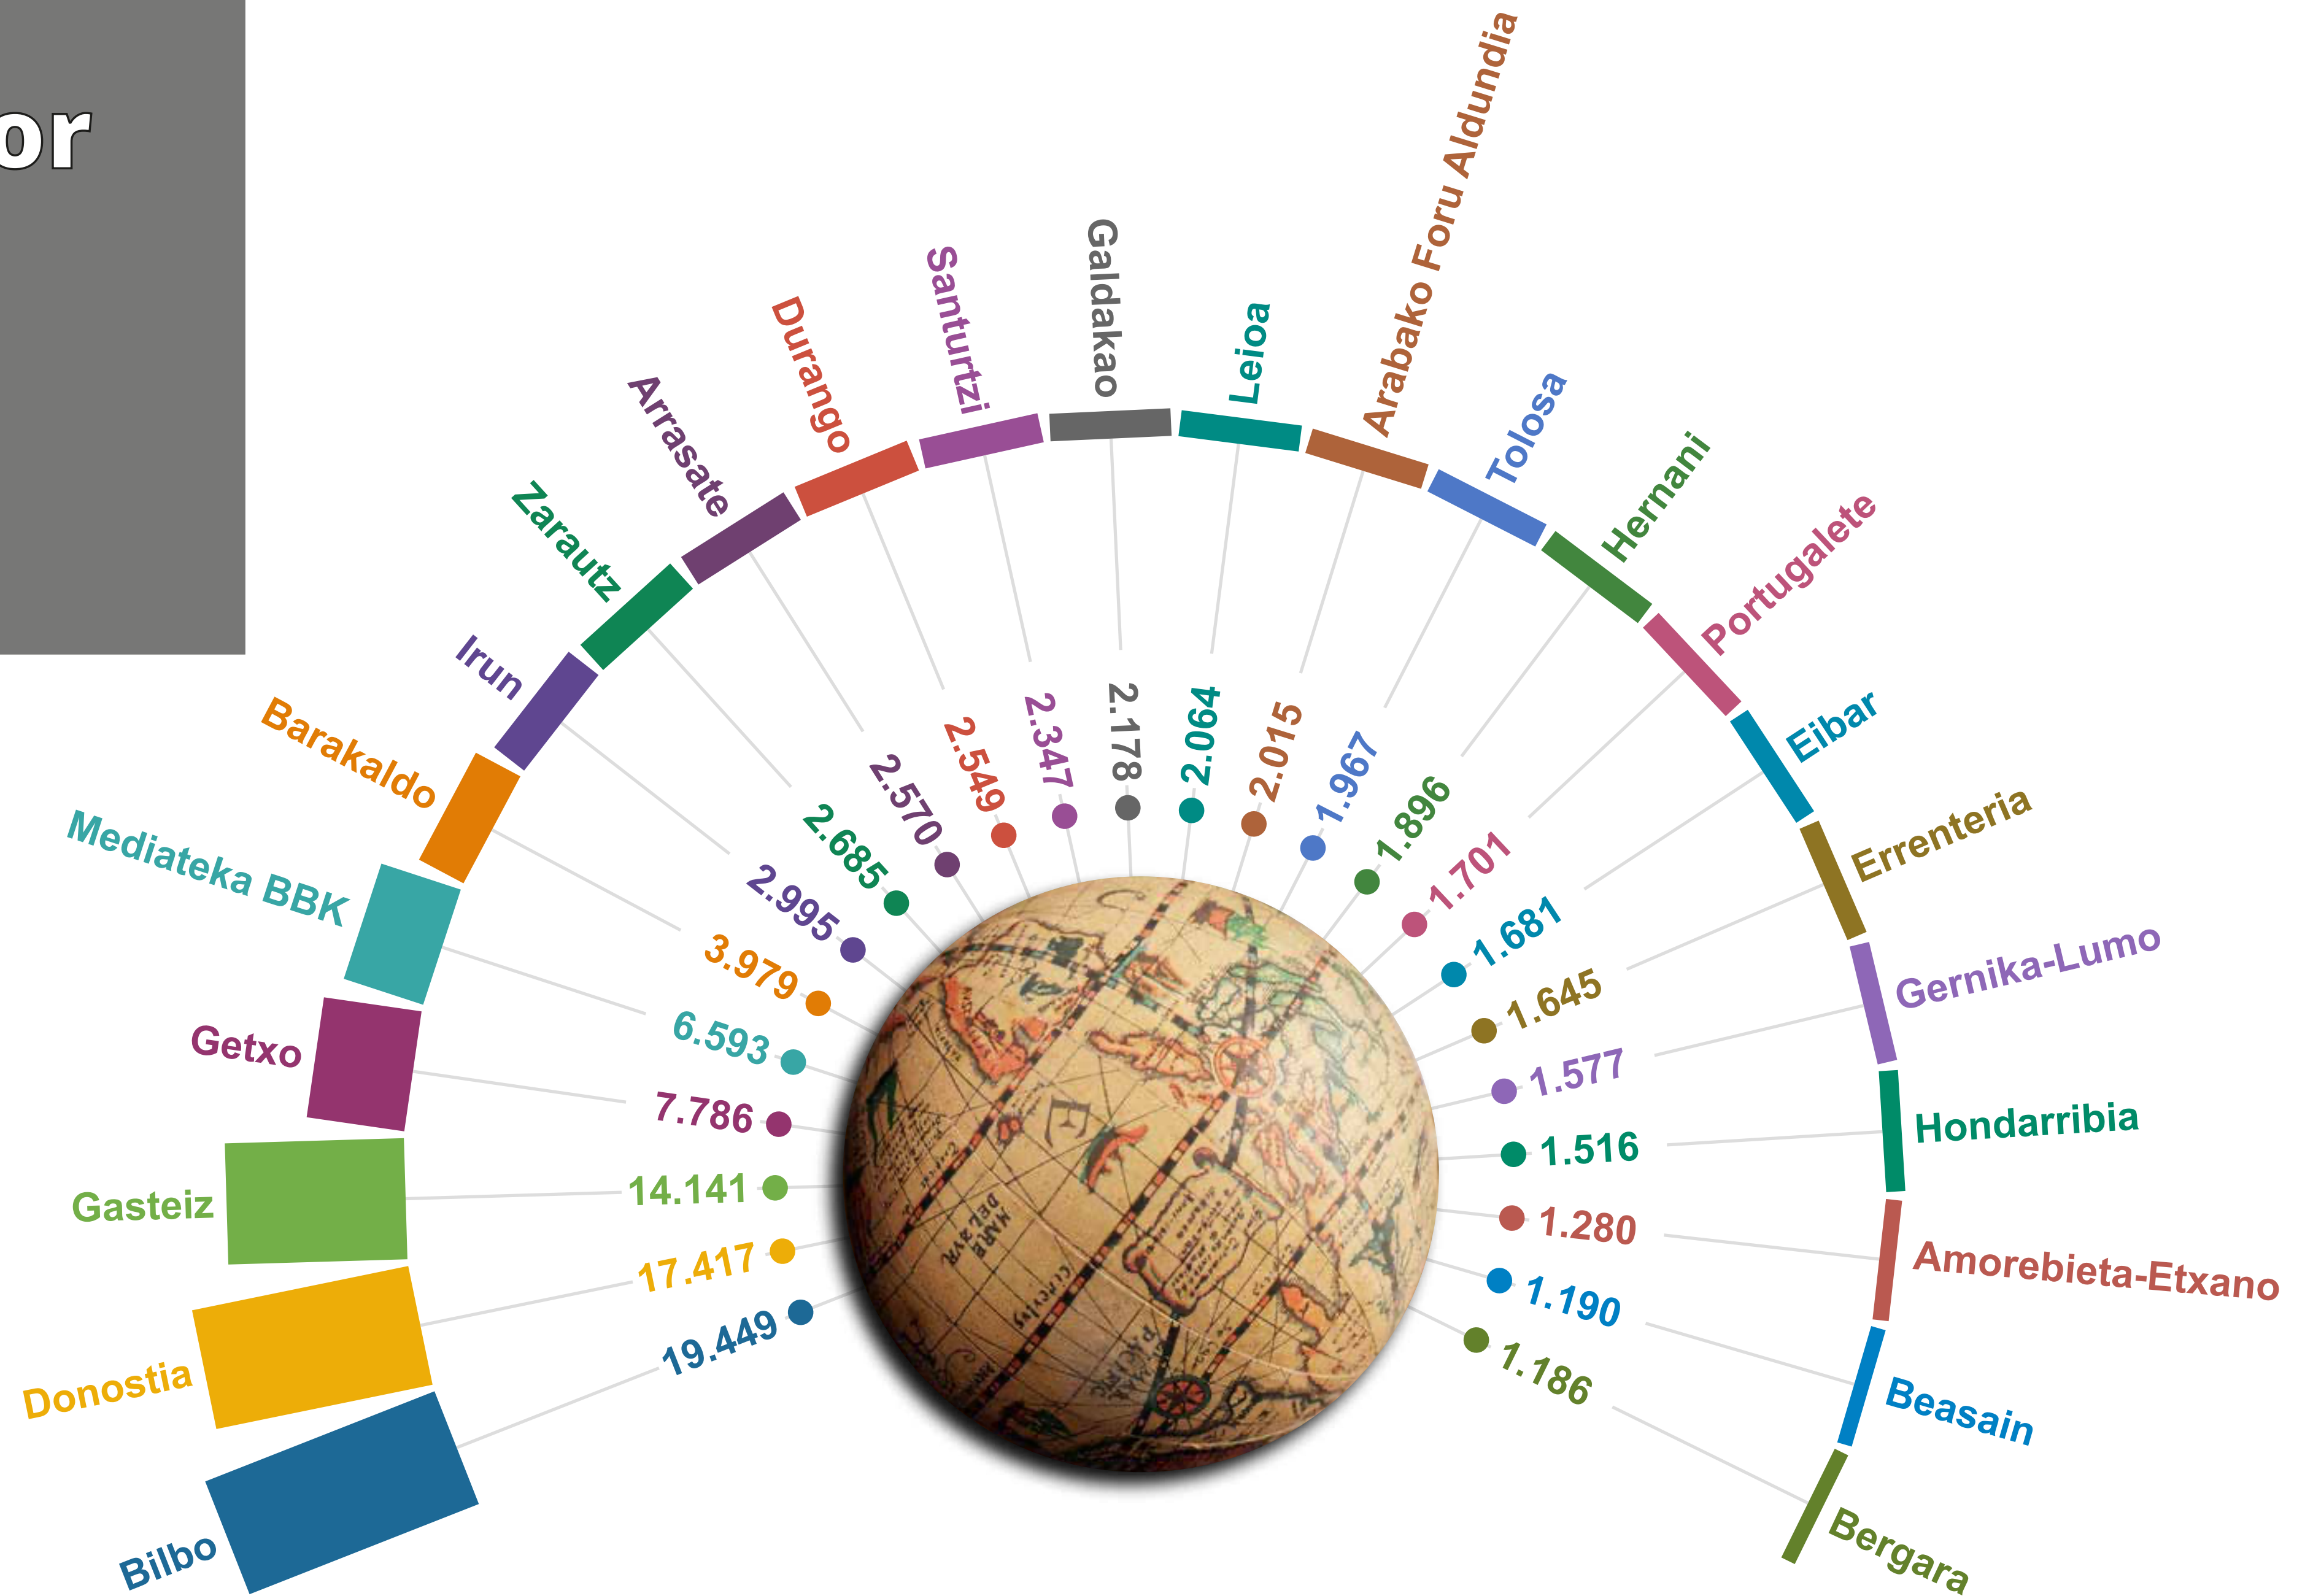 or
Bilbo
19.449
Donostia
17.417
Gasteiz
14.141
Getxo
7.786
Mediateka BBK
6.593
Barakaldo
3.979
Irun
2.995
Zarautz
2.685
Arrasate
2.570
Durango
2.549
Santurtzi
2.347
Galdakao
2.178
Leioa
2.064
Arabako Foru Aldundia
2.015
Tolosa
1.967
Hernani
1.896
Portugalete
1.701
Eibar
1.681
Errenteria
1.645
Gernika-Lumo
1.577
Hondarribia
1.516
Amorebieta-Etxano
1.280
Beasain
1.190
Bergara
1.186
MARE
DEL ZVR